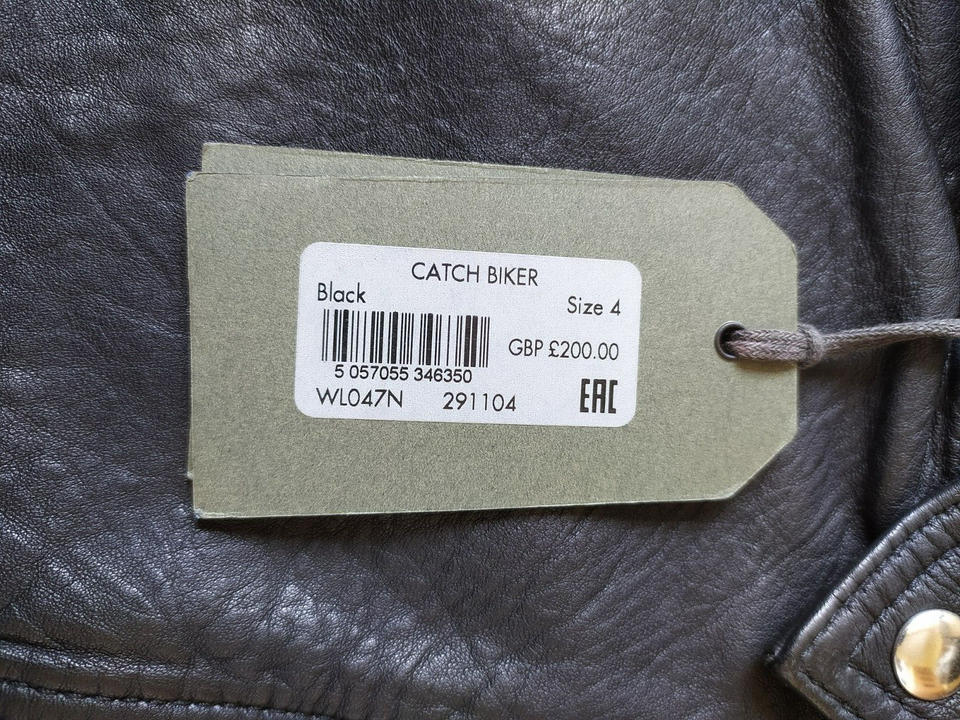 CATCH BIKER
Black
Size 4
GBP £200.00
5 057055 346350
WL047N 291104
EAC